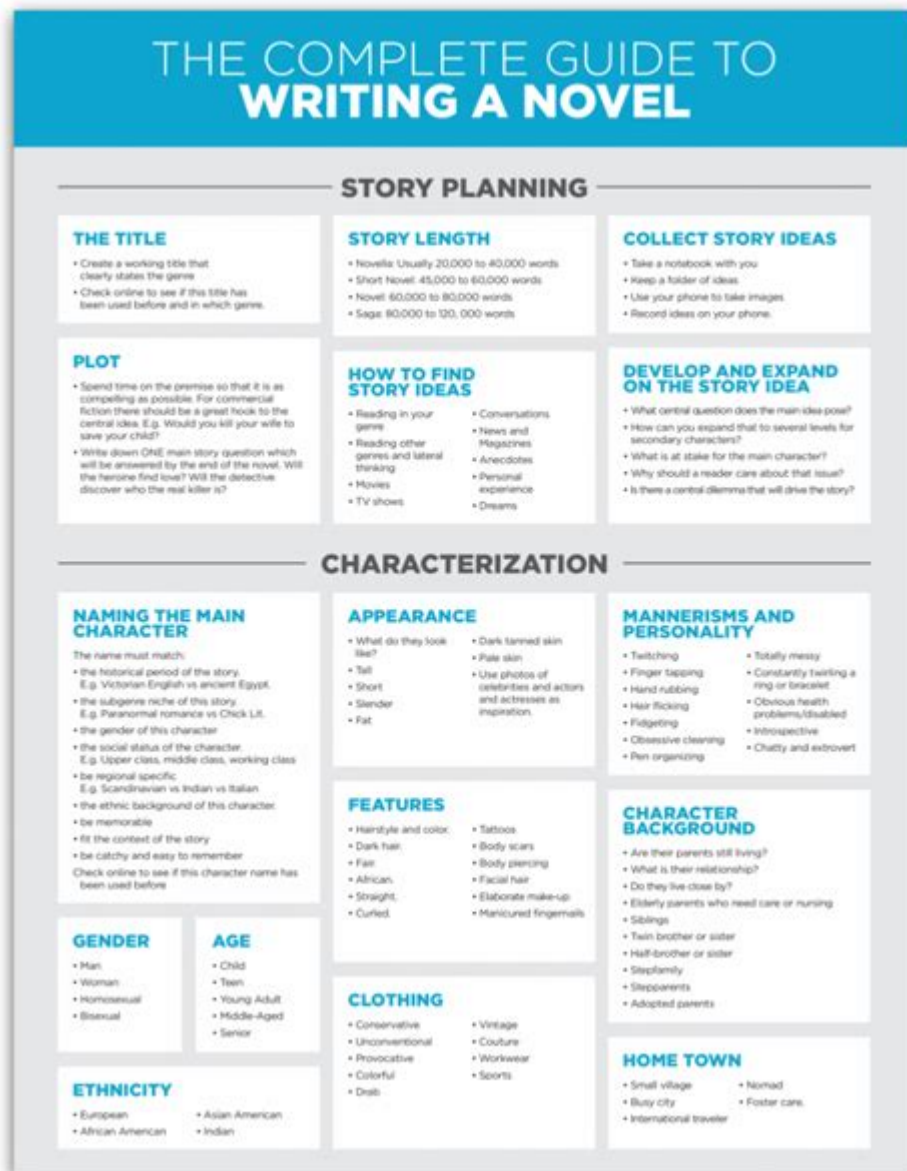 THE COMPLETE GUIDE TO
WRITING A NOVEL
STORY PLANNING
THE TITLE
• Create a working title that
clearly states the genre
• Check online to see if this title has
been used before and in which genre.
PLOT
• Spend time on the premise so that it is as
compelling as possible. For commercial
fiction there should be a great hook to the
central idea. E.g. Would you kill your wife to
save your child?
• Write down ONE main story question which
will be answered by the end of the novel. Will
the heroine find love? Will the detective
discover who the real killer is?
STORY LENGTH
• Novella: Usually 20,000 to 40,000 words
• Short Novel: 45,000 to 60,000 words
• Novel: 60,000 to 80,000 words
• Saga: 80,000 to 120, 000 words
HOW TO FIND
STORY IDEAS
• Reading in your
genre
• Reading other
genres and lateral
thinking
• Movies
• TV shows
• Conversations
• News and
Magazines
• Anecdotes
• Personal
experience
• Dreams
COLLECT STORY IDEAS
• Take a notebook with you
• Keep a folder of ideas
• Use your phone to take images
• Record ideas on your phone.
DEVELOP AND EXPAND
ON THE STORY IDEA
• What central question does the main idea pose?
• How can you expand that to several levels for
secondary characters?
• What is at stake for the main character?
• Why should a reader care about that issue?
• Is there a central dilemma that will drive the story?
CHARACTERIZATION
NAMING THE MAIN
CHARACTER
The name must match:
• the historical period of the story.
E.g. Victorian English vs ancient Egypt.
• the subgenre niche of this story.
E.g. Paranormal romance vs Chick Lit.
• the gender of this character
• the social status of the character.
E.g. Upper class, middle class, working class
• be regional specific
E.g. Scandinavian vs Indian vs Italian
• the ethnic background of this character.
• be memorable
• fit the context of the story
• be catchy and easy to remember
Check online to see if this character name has
been used before
GENDER
• Man
• Woman
• Homosexual
• Bisexual
AGE
• Child
• Teen
• Young Adult
• Middle-Aged
• Senior
ETHNICITY
• European
• African American
• Asian American
• Indian
APPEARANCE
• What do they look
like?
• Tall
• Short
• Slender
• Fat
• Dark tanned skin
• Pale skin
• Use photos of
celebrities and actors
and actresses as
inspiration.
FEATURES
• Hairstyle and color.
• Dark hair.
• Fair.
• African.
• Straight.
• Curled.
• Tattoos
• Body scars
• Body piercing
• Facial hair
• Elaborate make-up
• Manicured fingernails
CLOTHING
• Conservative
• Unconventional
• Provocative
• Colorful
• Drab
• Vintage
• Couture
• Workwear
• Sports
MANNERISMS AND
PERSONALITY
• Twitching
• Finger tapping
• Hand rubbing
• Hair flicking
• Fidgeting
• Obsessive cleaning
• Pen organizing
• Totally messy
• Constantly twirling a
ring or bracelet
• Obvious health
problems/disabled
• Introspective
• Chatty and extrovert
CHARACTER
BACKGROUND
• Are their parents still living?
• What is their relationship?
• Do they live close by?
• Elderly parents who need care or nursing
• Siblings
• Twin brother or sister
• Half-brother or sister
• Stepfamily
• Stepparents
• Adopted parents
HOME TOWN
• Small village
• Busy city
• International traveler
• Nomad
• Foster care.